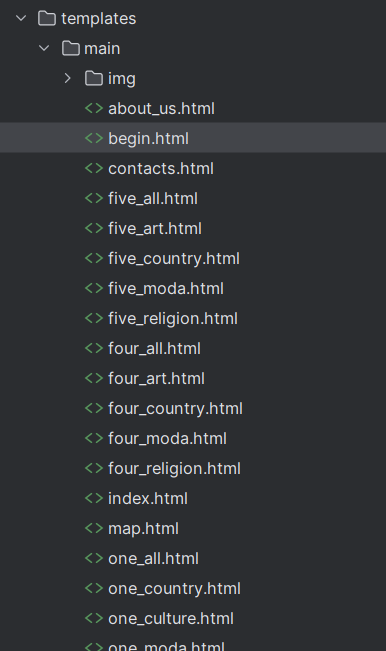 templates
main
img
about_us.html
begin.html
contacts.html
five_all.html
five_art.html
five_country.html
five_moda.html
five_religion.html
four_all.html
four_art.html
four_country.html
four_moda.html
four_religion.html
index.html
map.html
one_all.html
one_country.html
one_culture.html
one_moda.html